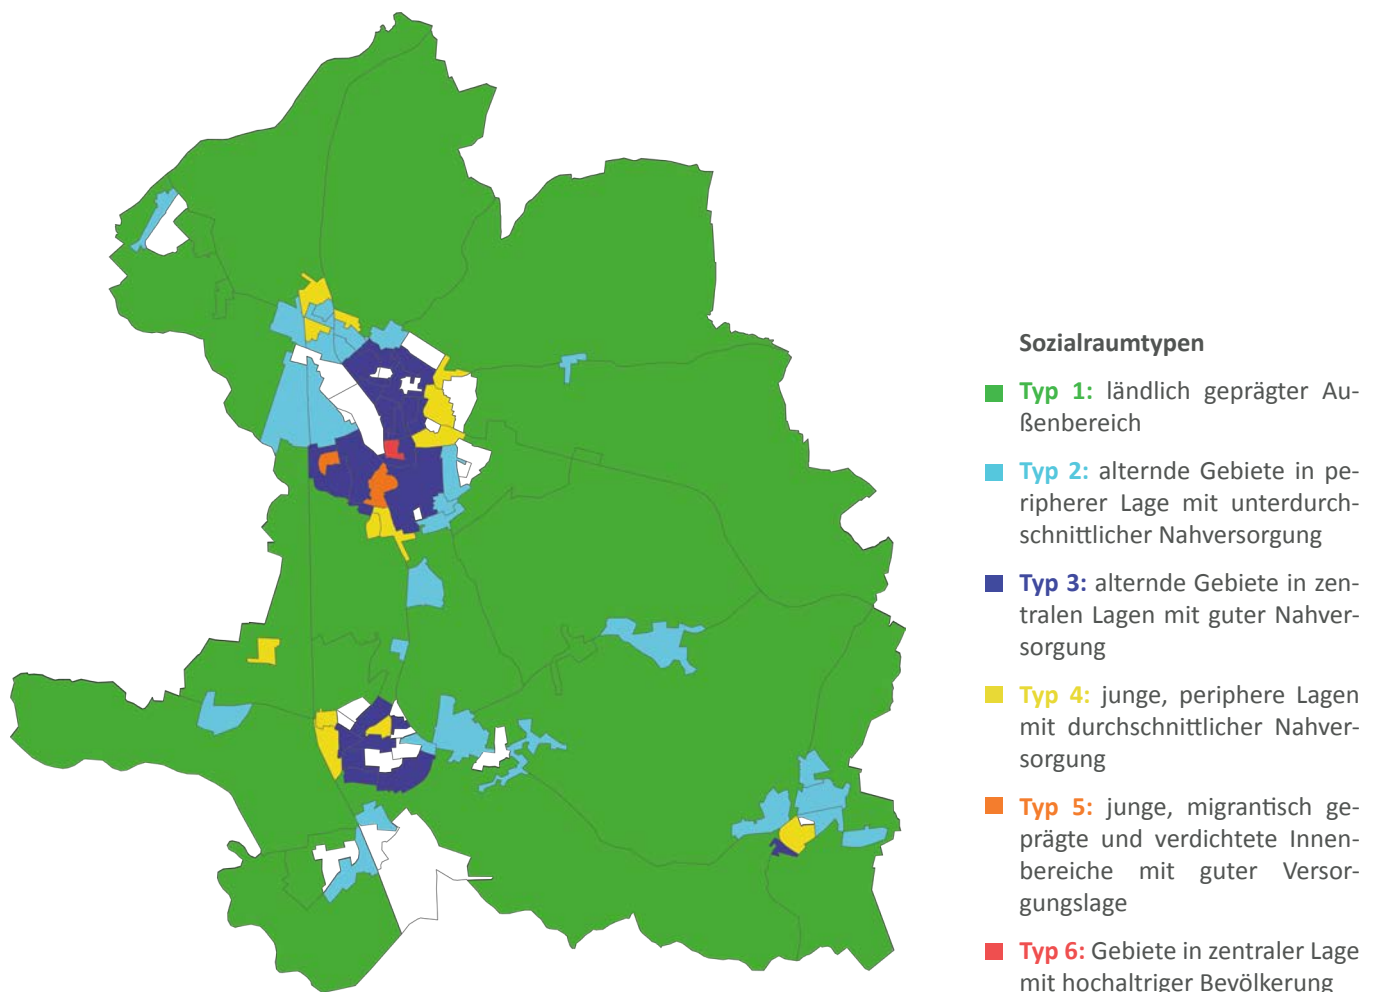 Sozialraumtypen
Typ 1: ländlich geprägter Au-
ßenbereich
Typ 2: alternde Gebiete in pe-
ripherer Lage mit unterdurch-
schnittlicher Nahversorgung
Typ 3: alternde Gebiete in zen-
tralen Lagen mit guter Nahver-
sorgung
Typ 4: junge, periphere Lagen
mit durchschnittlicher Nahver-
sorgung
Typ 5: junge, migrantisch ge-
prägte und verdichtete Innen-
bereiche mit guter Versor-
gungslage
Typ 6: Gebiete in zentraler Lage
mit hochaltriger Bevölkerung